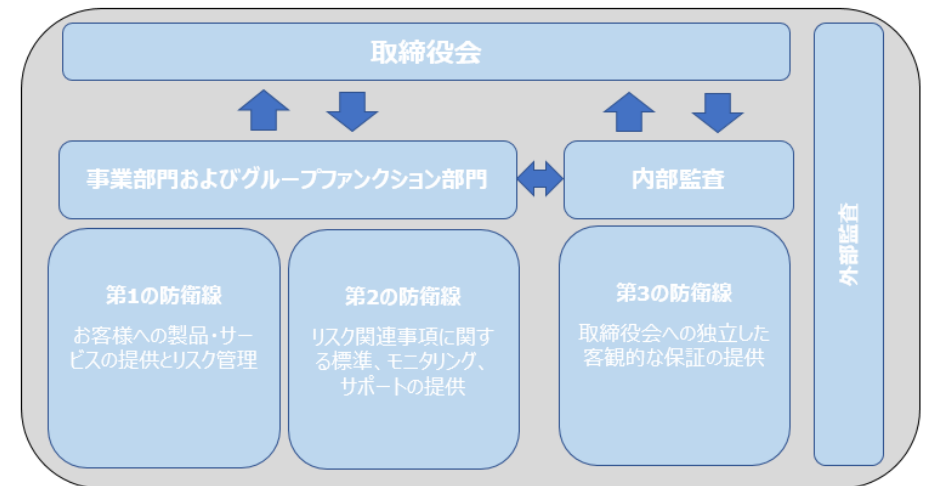 取締役会
事業部門およびグループファンクション部門
内部監査
第1の防衛線
お客様への製品・サー
ビスの提供とリスク管理
第2の防衛線
リスク関連事項に関す
る標準、モニタリング、
サポートの提供
第3の防衛線
取締役会への独立した
客観的な保証の提供
外部監査